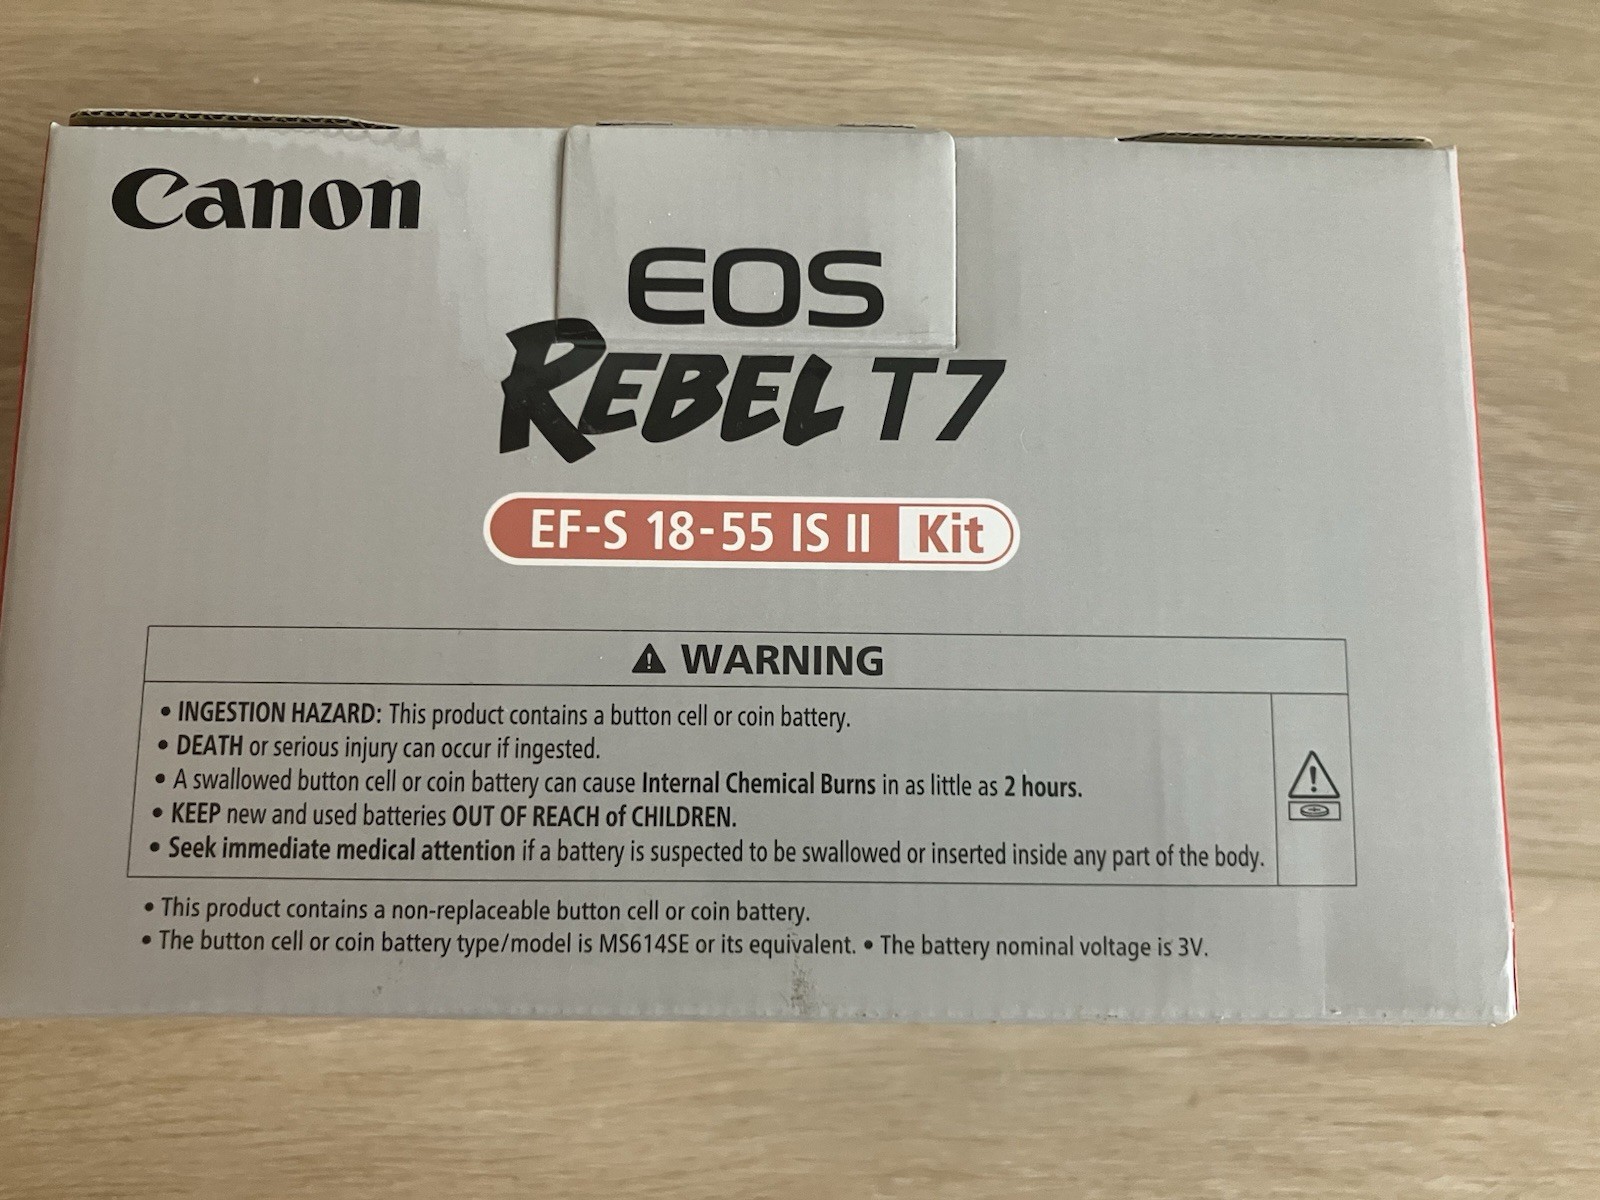 Canon
EOS
REBEL T7
EF-S 18-55 IS II Kit
⚠ WARNING
• INGESTION HAZARD: This product contains a button cell or coin battery.
• DEATH or serious injury can occur if ingested.
• A swallowed button cell or coin battery can cause Internal Chemical Burns in as little as 2 hours.
• KEEP new and used batteries OUT OF REACH of CHILDREN.
• Seek immediate medical attention if a battery is suspected to be swallowed or inserted inside any part of the body.
• This product contains a non-replaceable button cell or coin battery.
• The button cell or coin battery type/model is MS614SE or its equivalent. • The battery nominal voltage is 3V.